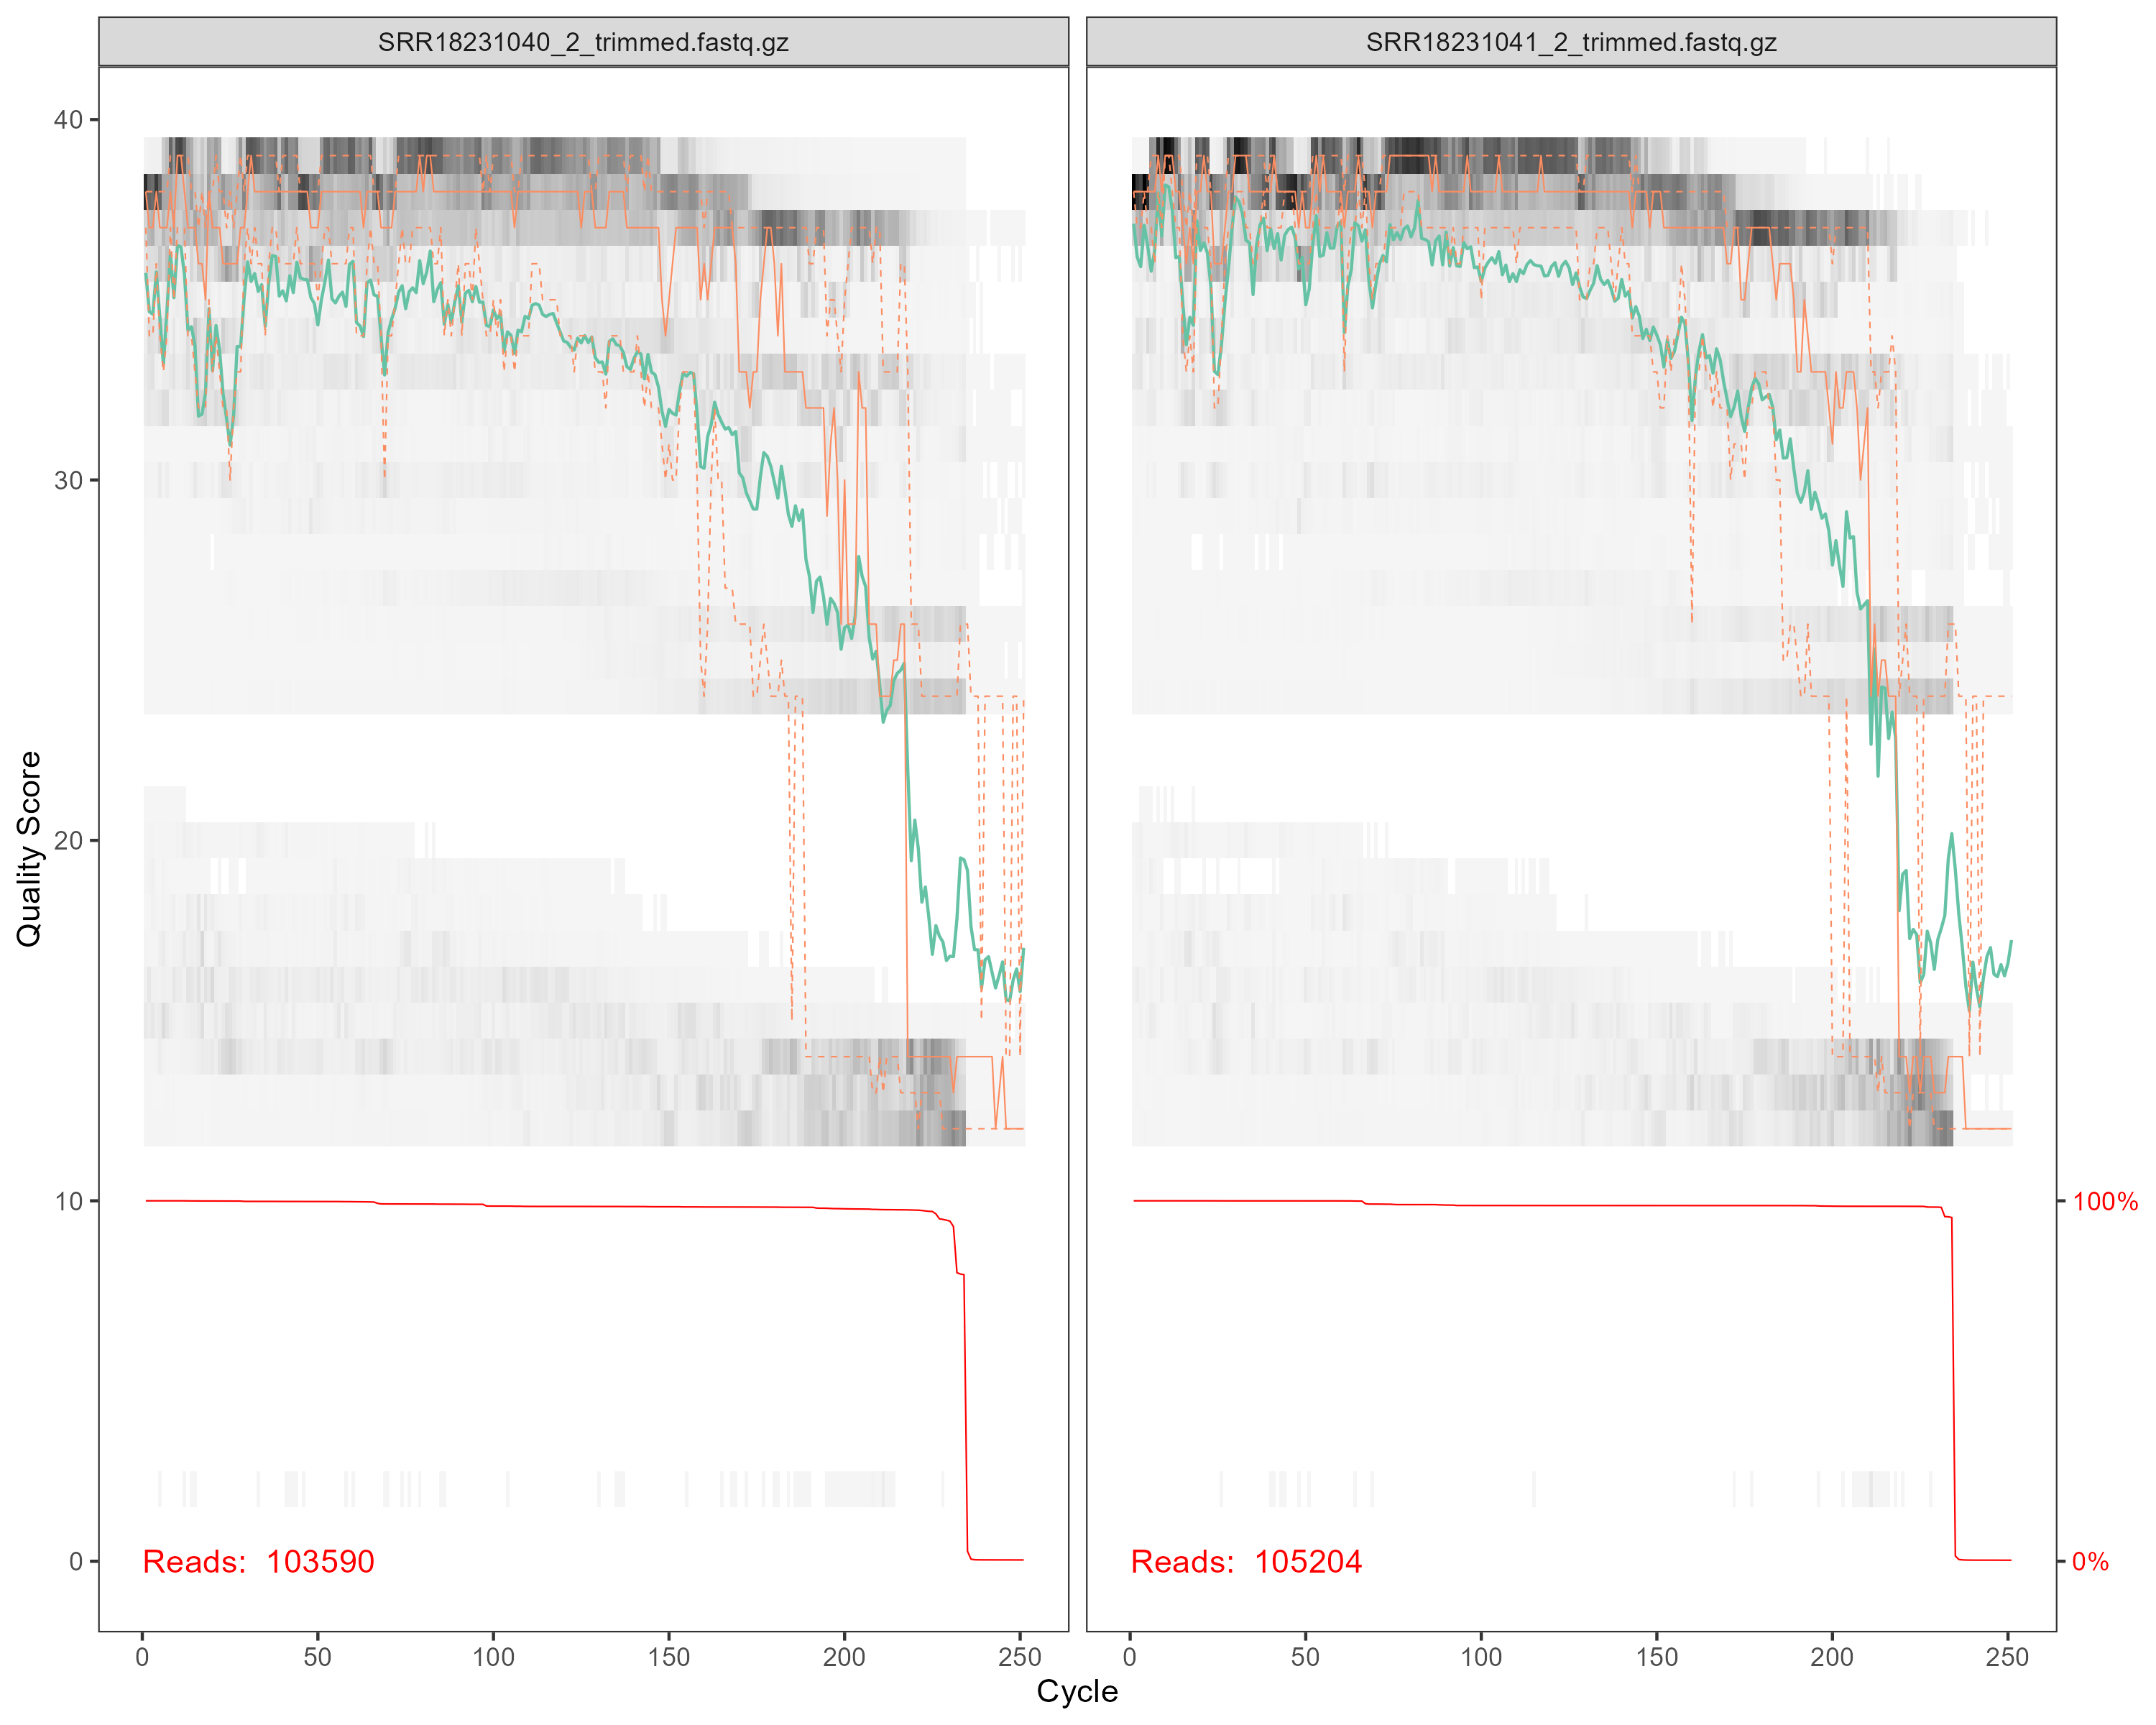 SRR18231040_2_trimmed.fastq.gz
SRR18231041_2_trimmed.fastq.gz
40
30
20
10
0
Quality Score
100%
0%
Reads: 103590
Reads: 105204
0 50 100 150 200 250
0 50 100 150 200 250
Cycle